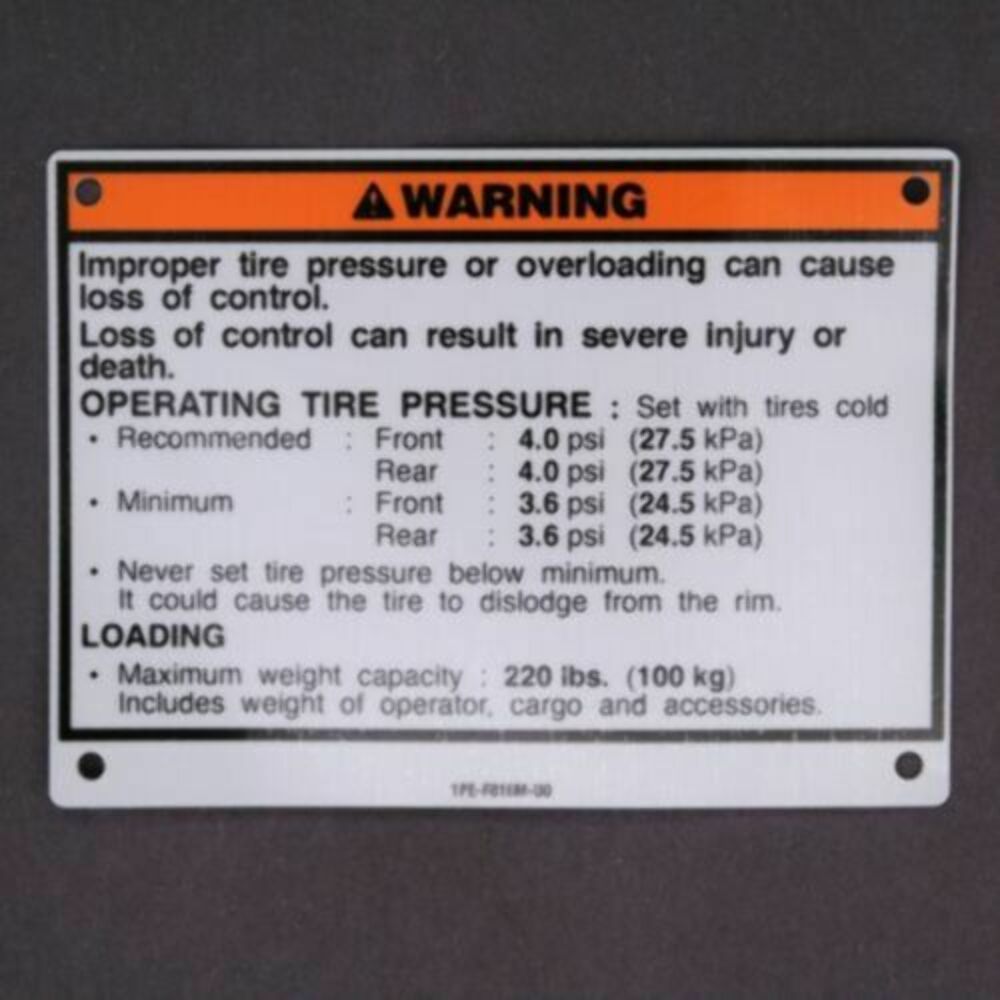 WARNING
Improper tire pressure or overloading can cause
loss of control.
Loss of control can result in severe injury or
death.
OPERATING TIRE PRESSURE : Set with tires cold
• Recommended : Front : 4.0 psi (27.5 kPa)
Rear : 4.0 psi (27.5 kPa)
• Minimum : Front : 3.6 psi (24.5 kPa)
Rear : 3.6 psi (24.5 kPa)
• Never set tire pressure below minimum.
It could cause the tire to dislodge from the rim.
LOADING
• Maximum weight capacity : 220 lbs. (100 kg)
Includes weight of operator, cargo and accessories.